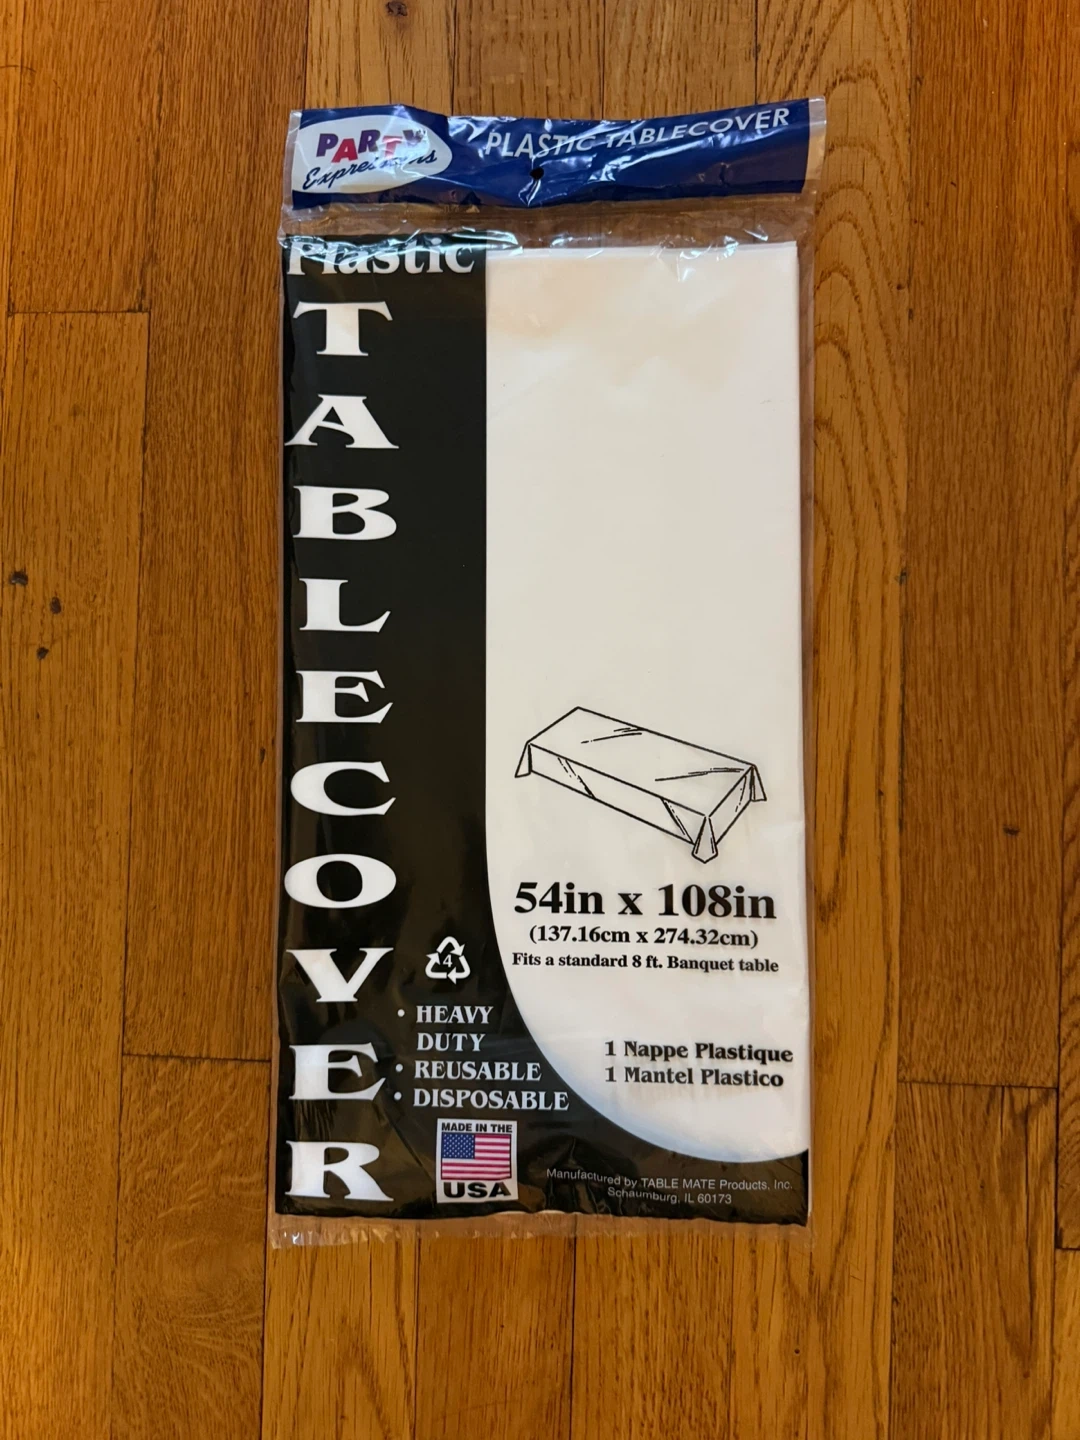 PARTY
Expressions
PLASTIC TABLECOVER
Plastic
TABLECOVER
4
• HEAVY
DUTY
• REUSABLE
• DISPOSABLE
MADE IN THE
USA
54in x 108in
(137.16cm x 274.32cm)
Fits a standard 8 ft. Banquet table
1 Nappe Plastique
1 Mantel Plastico
Manufactured by TABLE MATE Products, Inc.
Schaumburg, IL 60173